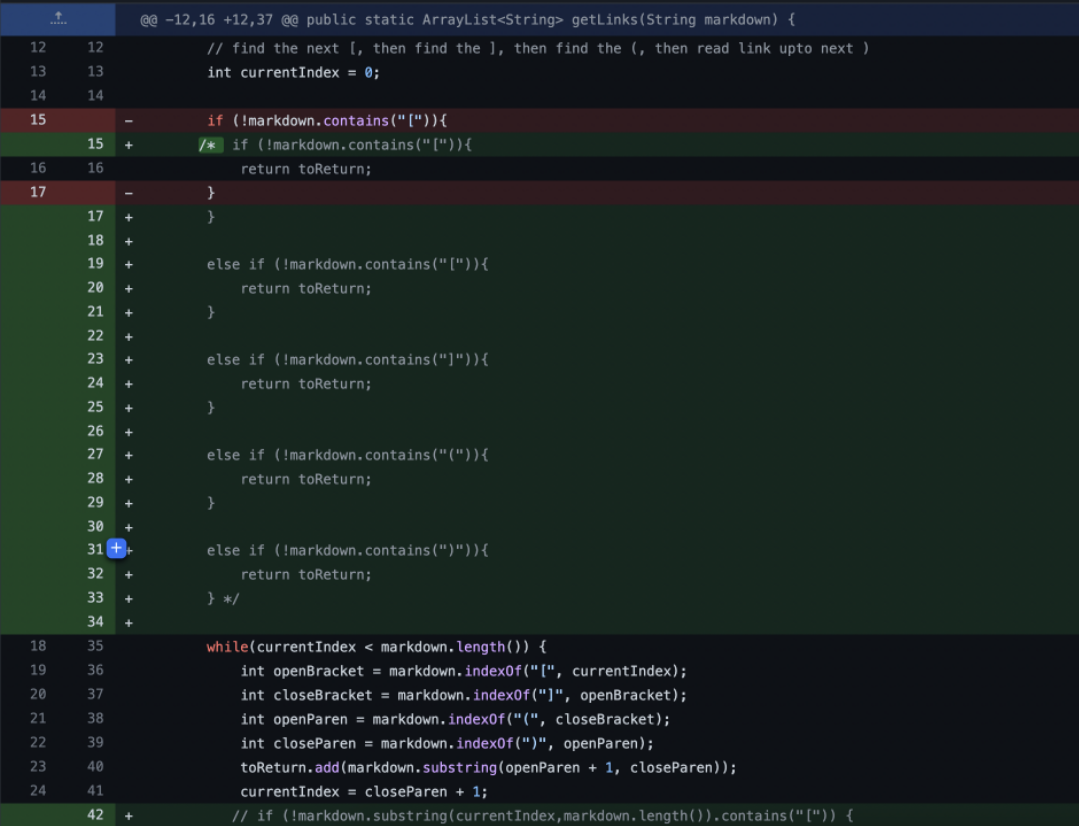 @@ -12,16 +12,37 @@ public static ArrayList<String> getLinks(String markdown) {
12 12 // find the next [, then find the ], then find the (, then read link upto next )
13 13 int currentIndex = 0;
14 14
15 - if (!markdown.contains("[")){
15 + /* if (!markdown.contains("[")){
16 16 return toReturn;
17 - }
17 + }
18 +
19 + else if (!markdown.contains("[")){
20 + return toReturn;
21 + }
22 +
23 + else if (!markdown.contains("]")){
24 + return toReturn;
25 + }
26 +
27 + else if (!markdown.contains("(")){
28 + return toReturn;
29 + }
30 +
31 + else if (!markdown.contains(")")){
32 + return toReturn;
33 + } */
34 +
18 35 while(currentIndex < markdown.length()) {
19 36 int openBracket = markdown.indexOf("[", currentIndex);
20 37 int closeBracket = markdown.indexOf("]", openBracket);
21 38 int openParen = markdown.indexOf("(", closeBracket);
22 39 int closeParen = markdown.indexOf(")", openParen);
23 40 toReturn.add(markdown.substring(openParen + 1, closeParen));
24 41 currentIndex = closeParen + 1;
42 + // if (!markdown.substring(currentIndex,markdown.length()).contains("[")) {